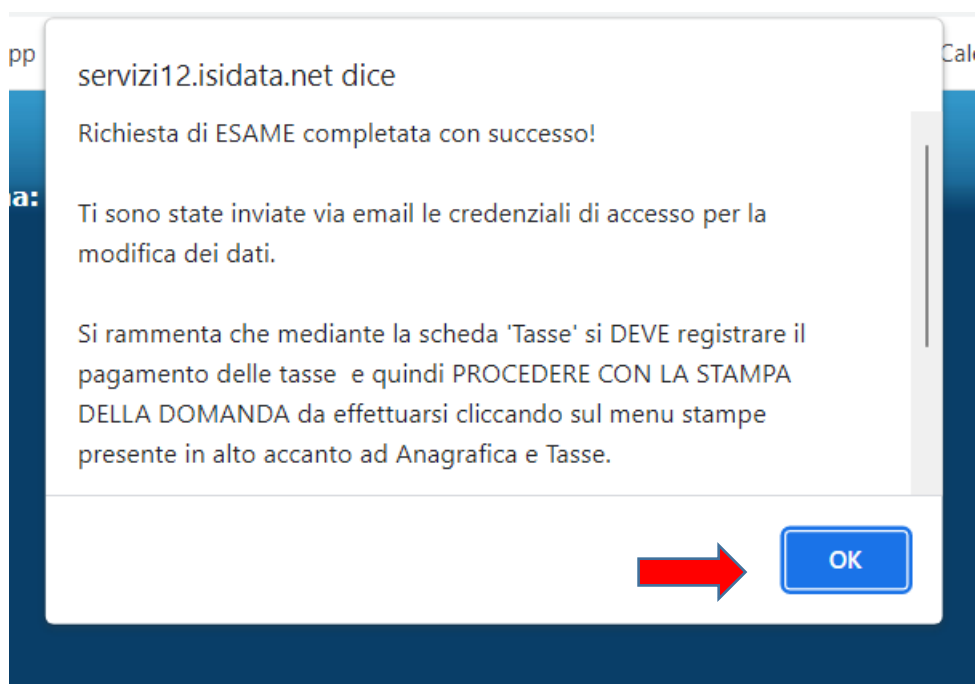 pp
Cale
a:
servizi12.isidata.net dice
Richiesta di ESAME completata con successo!
Ti sono state inviate via email le credenziali di accesso per la
modifica dei dati.
Si rammenta che mediante la scheda 'Tasse' si DEVE registrare il
pagamento delle tasse e quindi PROCEDERE CON LA STAMPA
DELLA DOMANDA da effettuarsi cliccando sul menu stampe
presente in alto accanto ad Anagrafica e Tasse.
OK